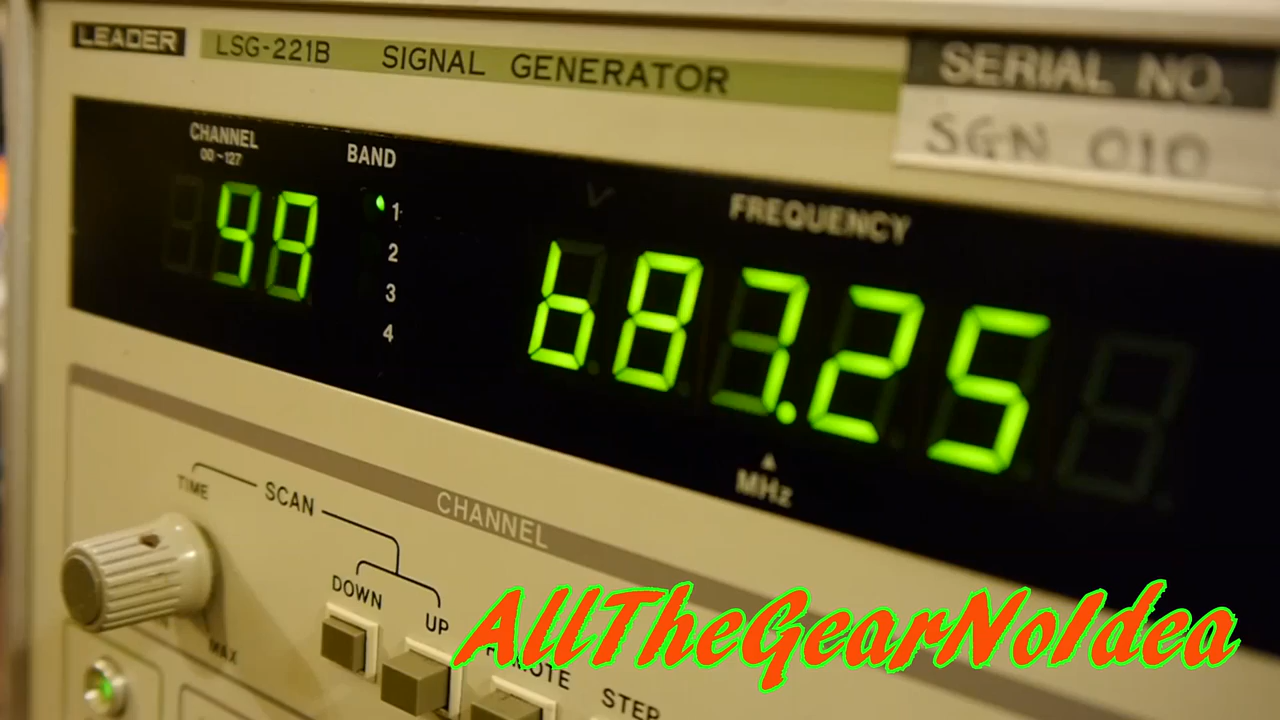 LEADER LSG-221B SIGNAL GENERATOR
SERIAL NO.
SGN 010
CHANNEL
00~127
BAND
FREQUENCY
48
1
2
3
4
687.25
MHz
CHANNEL
TIME
SCAN
DOWN
UP
MAX
STEP
AllTheGearNoIdea